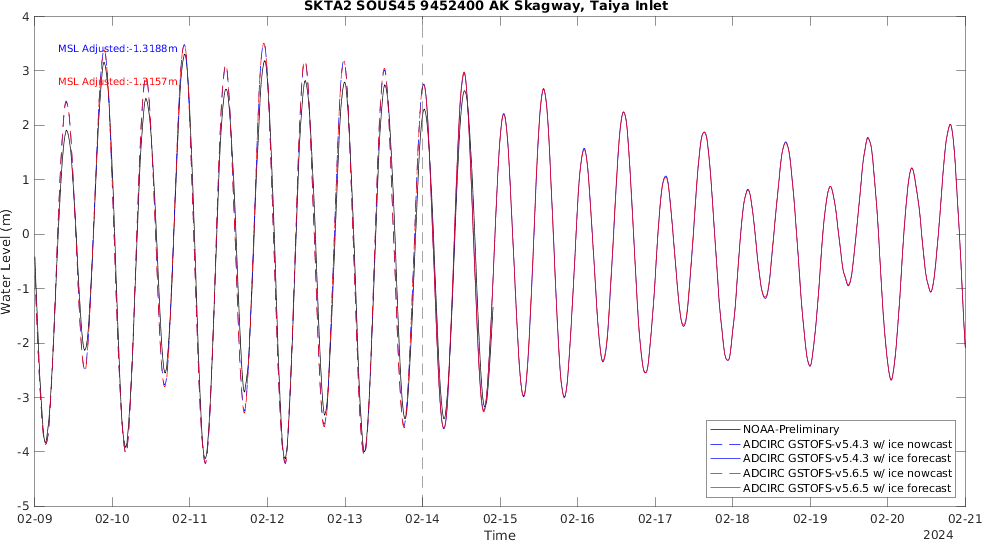 SKTA2 SOUS45 9452400 AK Skagway, Taiya Inlet
MSL Adjusted:-1.3188m
MSL Adjusted:-1.3157m
4
3
2
1
0
-1
-2
-3
-4
-5
Water Level (m)
NOAA-Preliminary
ADCIRC GSTOFS-v5.4.3 w/ ice nowcast
ADCIRC GSTOFS-v5.4.3 w/ ice forecast
ADCIRC GSTOFS-v5.6.5 w/ ice nowcast
ADCIRC GSTOFS-v5.6.5 w/ ice forecast
02-09 02-10 02-11 02-12 02-13 02-14 02-15 02-16 02-17 02-18 02-19 02-20 02-21
Time
2024